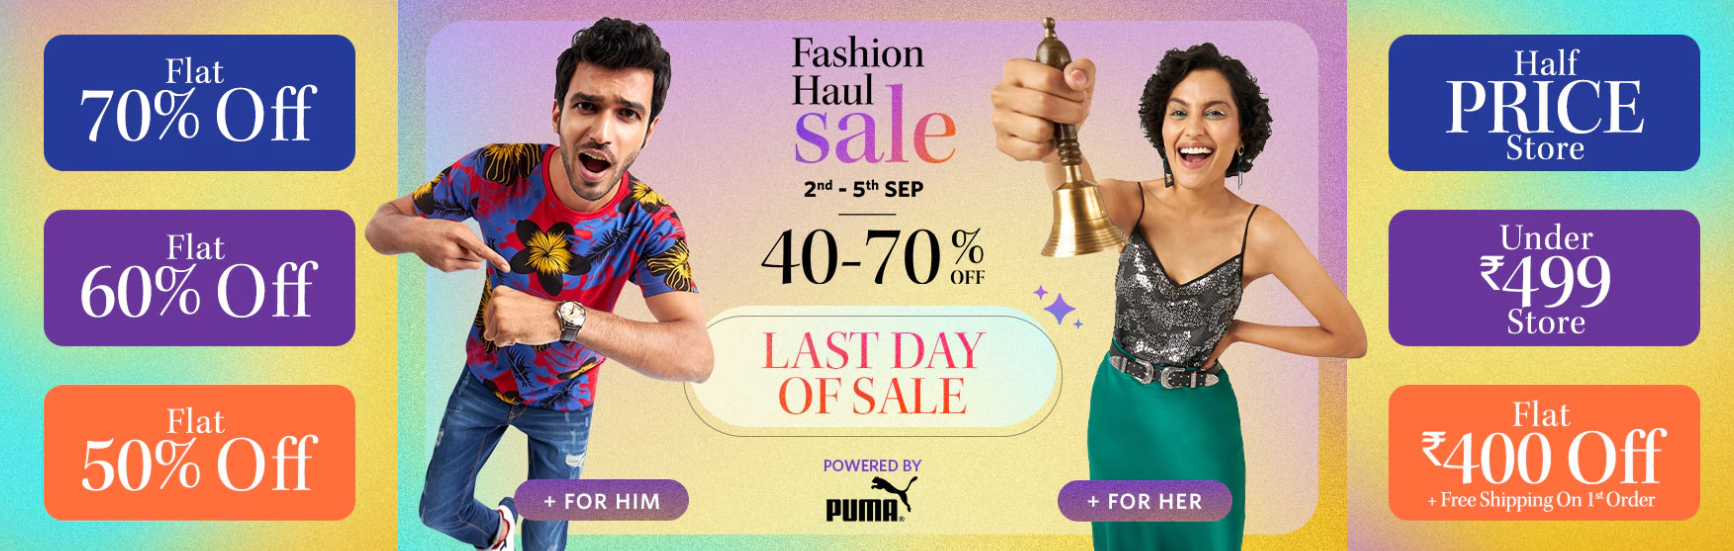 Flat
70% Off
Flat
60% Off
Flat
50% Off
Fashion
Haul
sale
2nd - 5th SEP
40-70% OFF
LAST DAY
OF SALE
POWERED BY
PUMA®
+ FOR HIM
+ FOR HER
Half
PRICE
Store
Under
₹499
Store
Flat
₹400 Off
+ Free Shipping On 1st Order